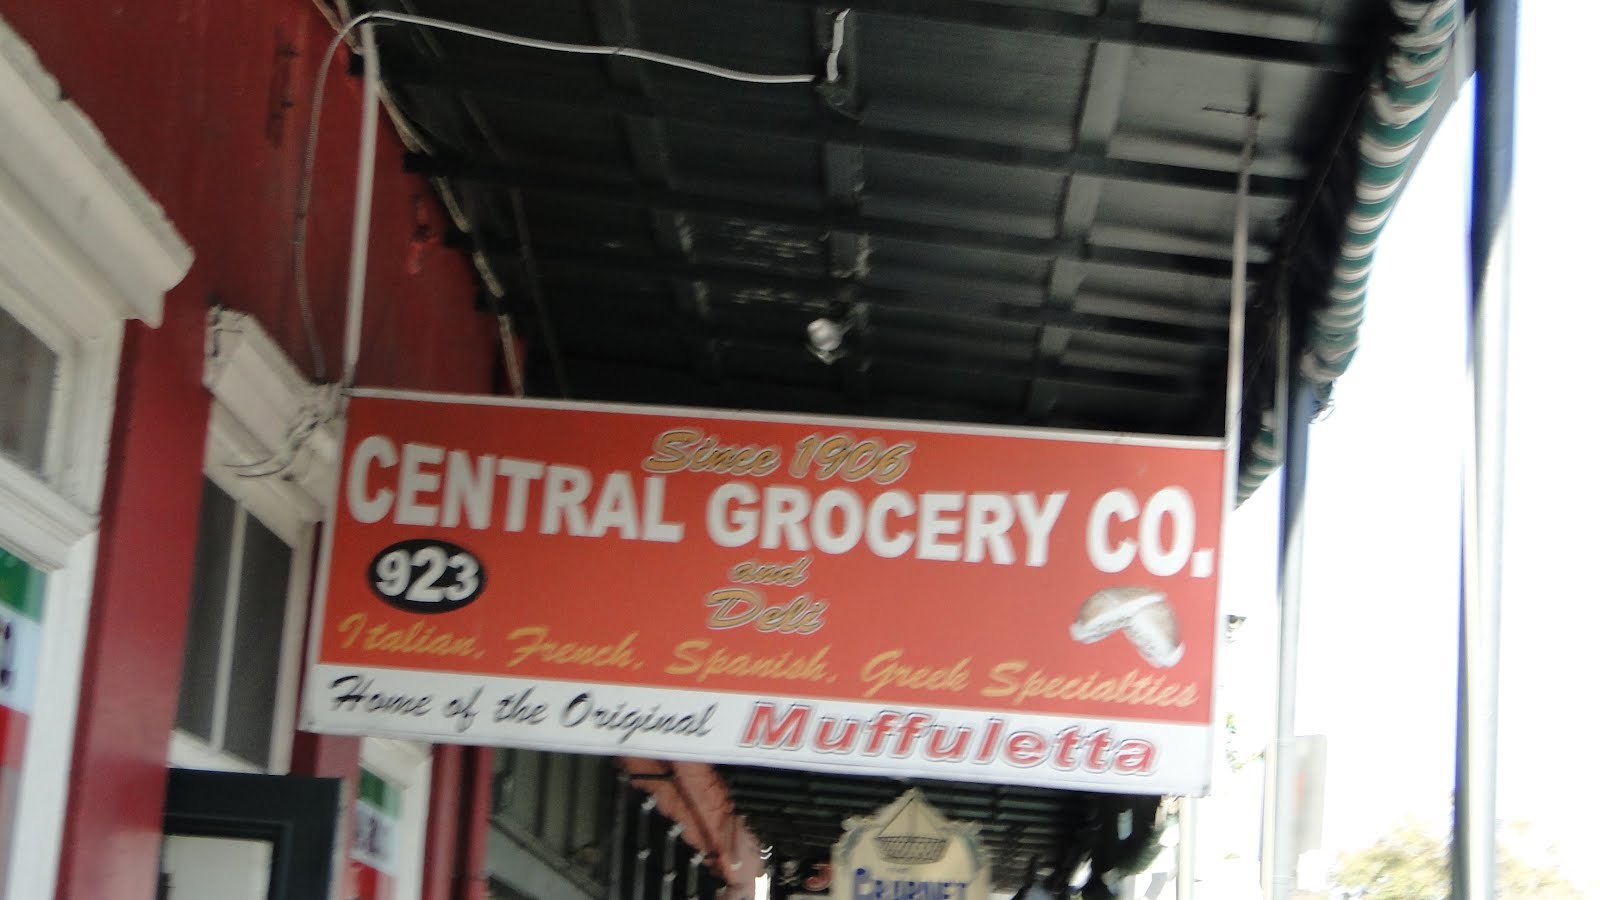 Since 1906
CENTRAL GROCERY CO.
923
and
Deli
Italian, French, Spanish, Greek Specialties
Home of the Original Muffuletta